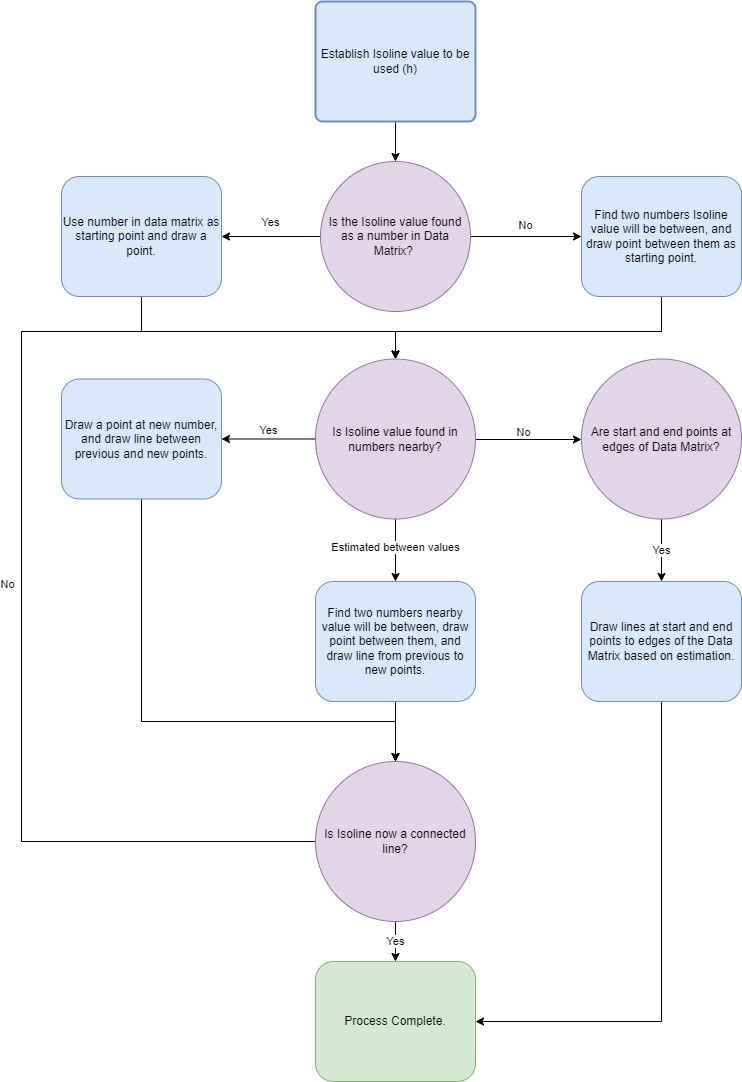 Establish Isoline value to be
used (h)
Use number in data matrix as
starting point and draw a
point.
Yes
Is the Isoline value found
as a number in Data
Matrix?
No
Find two numbers Isoline
value will be between, and
draw point between them as
starting point.
Draw a point at new number,
and draw line between
previous and new points.
Yes
Is Isoline value found in
numbers nearby?
No
Are start and end points at
edges of Data Matrix?
Estimated between values
Yes
No
Find two numbers nearby
value will be between, draw
point between them, and
draw line from previous to
new points.
Draw lines at start and end
points to edges of the Data
Matrix based on estimation.
Is Isoline now a connected
line?
Yes
Process Complete.